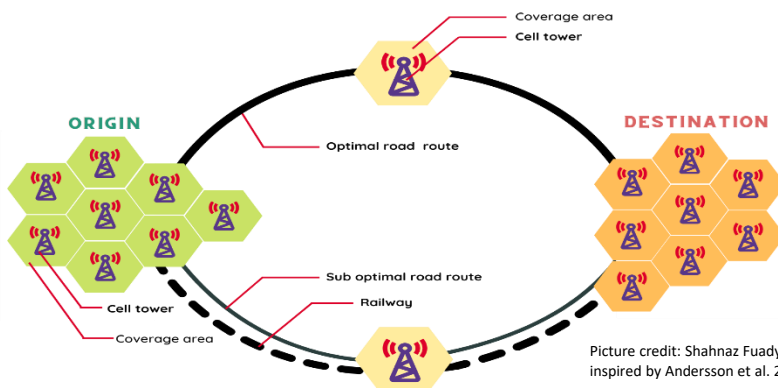 Coverage area
Cell tower
ORIGIN
DESTINATION
Optimal road route
Sub optimal road route
Cell tower
Railway
Coverage area
Picture credit: Shahnaz Fuady
inspired by Andersson et al. 2